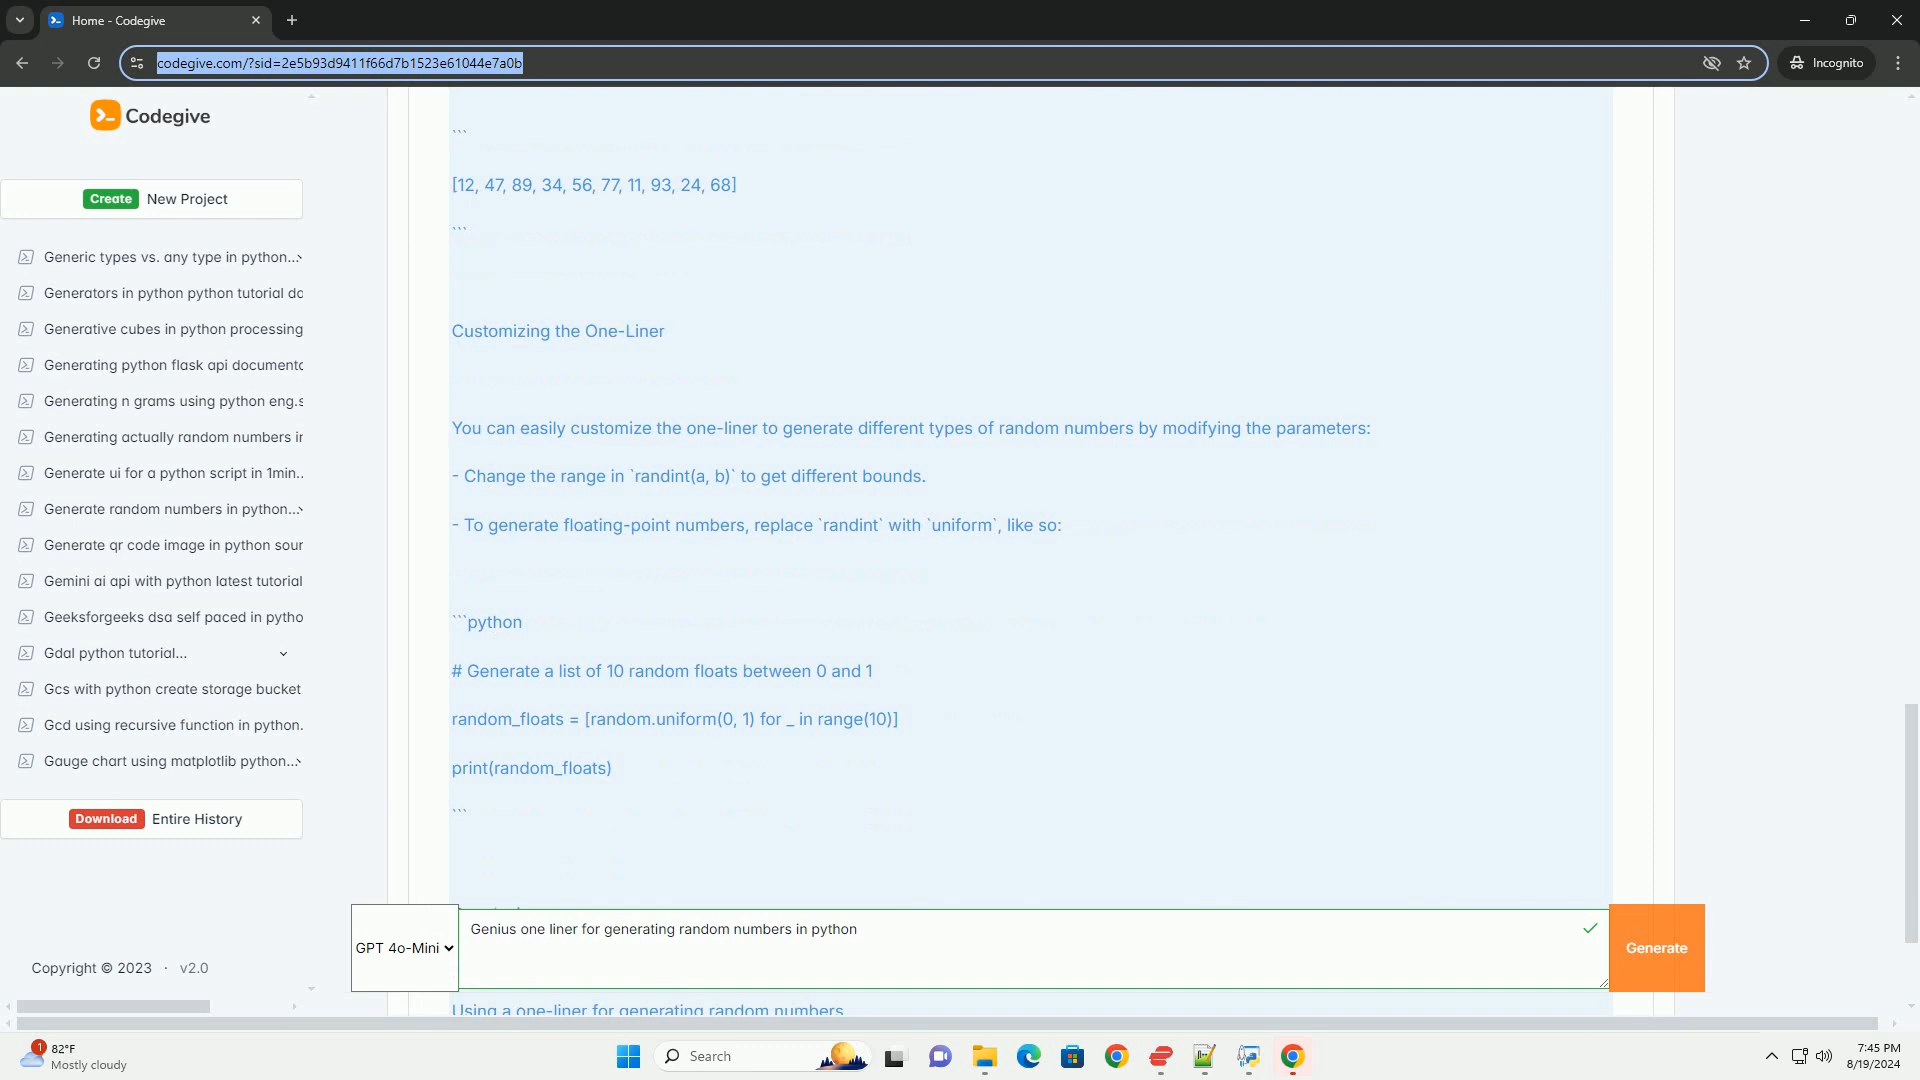 Home - Codegive
codegive.com/?sid=2e5b93d9411f66d7b1523e61044e7a0b
Incognito
Codegive
Create New Project
Generic types vs. any type in python...
Generators in python python tutorial
Generative cubes in python processing
Generating python flask api
Generating n grams using python
Generating actually random numbers
Generate ui for a python script in 1min..
Generate random numbers in python...
Generate qr code image in python
Gemini ai api with python latest tutorial
Geeksforgeeks dsa self paced in
Gdal python tutorial...
Gcs with python create storage bucket
Gcd using recursive function in python.
Gauge chart using matplotlib python...
Download Entire History
Copyright © 2023 · v2.0
```
[12, 47, 89, 34, 56, 77, 11, 93, 24, 68]
```
Customizing the One-Liner
You can easily customize the one-liner to generate different types of random numbers by modifying the parameters:
- Change the range in `randint(a, b)` to get different bounds.
- To generate floating-point numbers, replace `randint` with `uniform`, like so:
```python
# Generate a list of 10 random floats between 0 and 1
random_floats = [random.uniform(0, 1) for _ in range(10)]
print(random_floats)
```
GPT 4o-Mini
Genius one liner for generating random numbers in python
Generate
Using a one-liner for generating random numbers
1
82°F
Mostly cloudy
Search
7:45 PM
8/19/2024